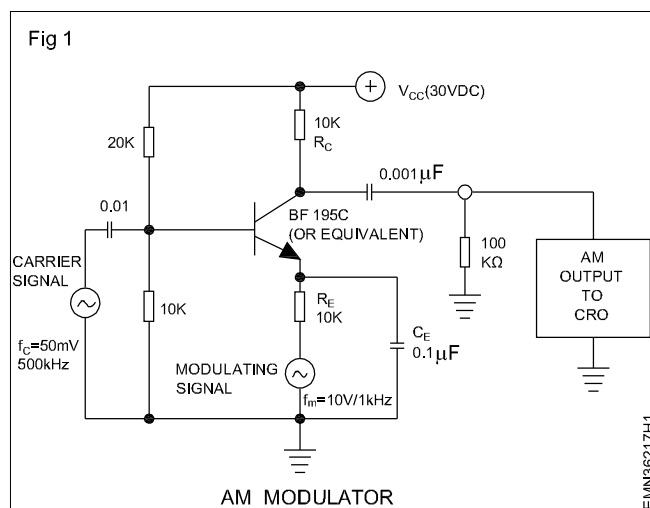 Fig 1
VCC(30VDC)
10K
RC
20K
0.001µF
0.01
BF 195C
(OR EQUIVALENT)
CARRIER
SIGNAL
100
KΩ
AM
OUTPUT
TO
CRO
10K
RE
10K
CE
0.1µF
fC=50mV
500kHz
MODULATING
SIGNAL
fm=10V/1kHz
AM MODULATOR
EMN36217H1